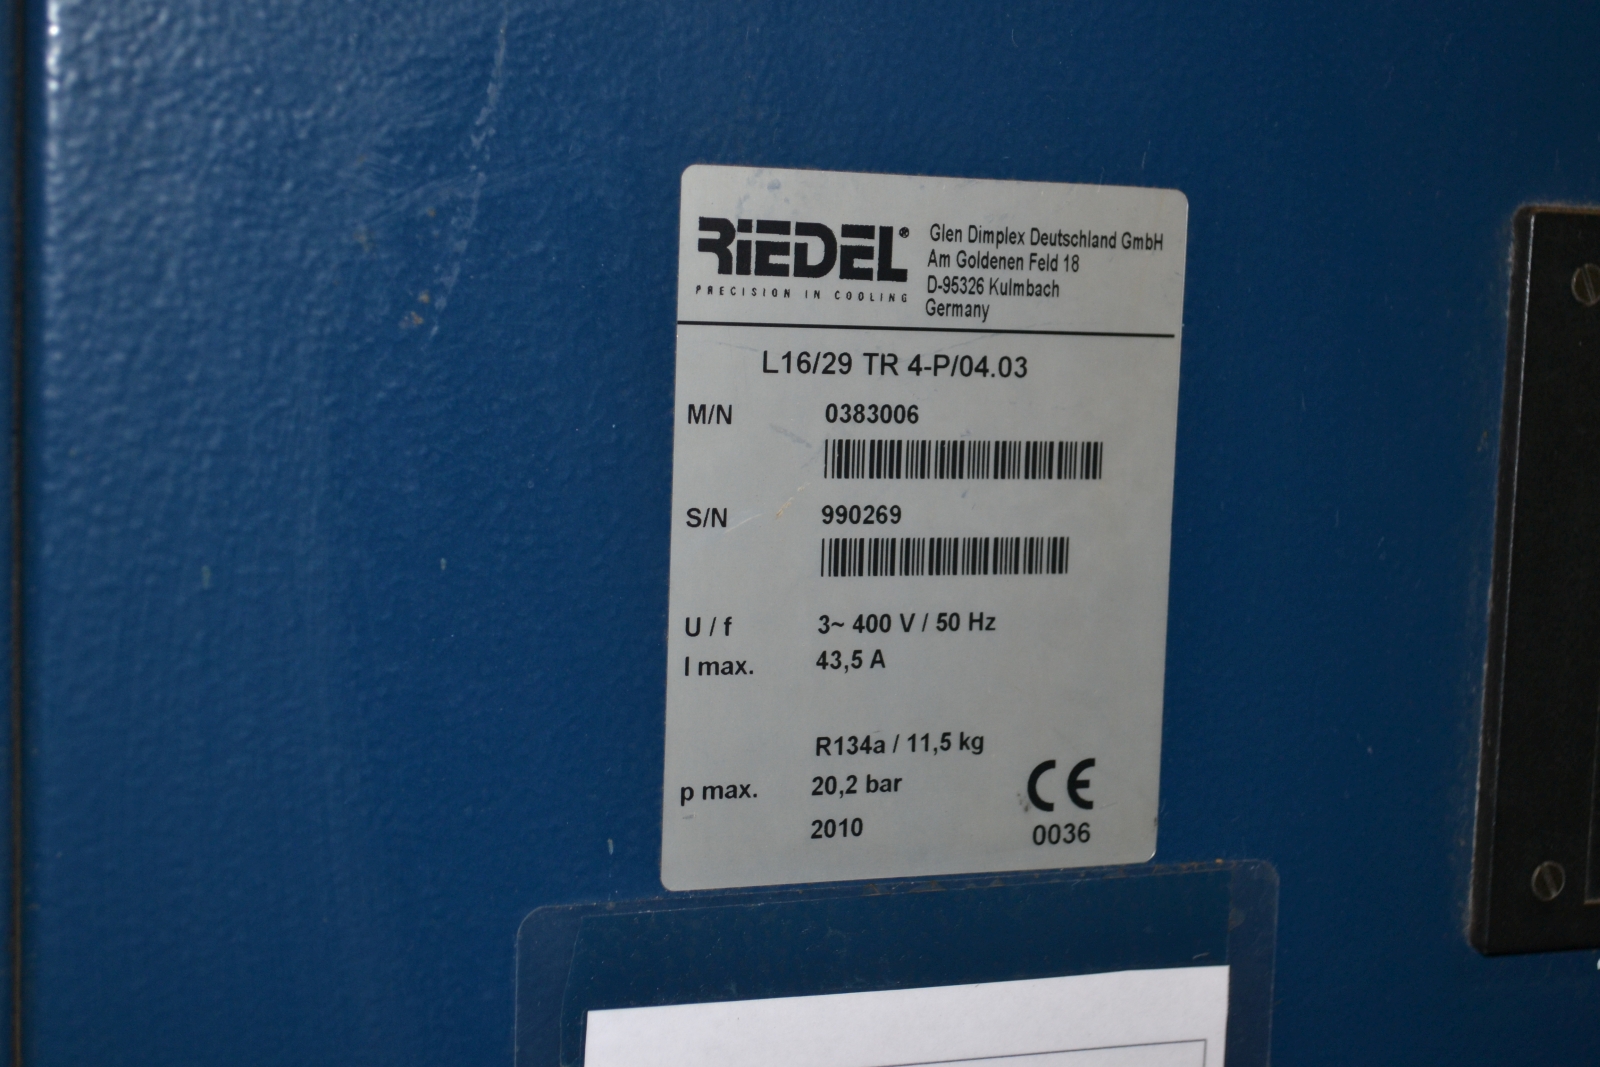 RIEDEL®
PRECISION IN COOLING
Glen Dimplex Deutschland GmbH
Am Goldenen Feld 18
D-95326 Kulmbach
Germany
L16/29 TR 4-P/04.03
M/N 0383006
S/N 990269
U / f 3~ 400 V / 50 Hz
I max. 43,5 A
R134a / 11,5 kg
p max. 20,2 bar
2010
CE
0036